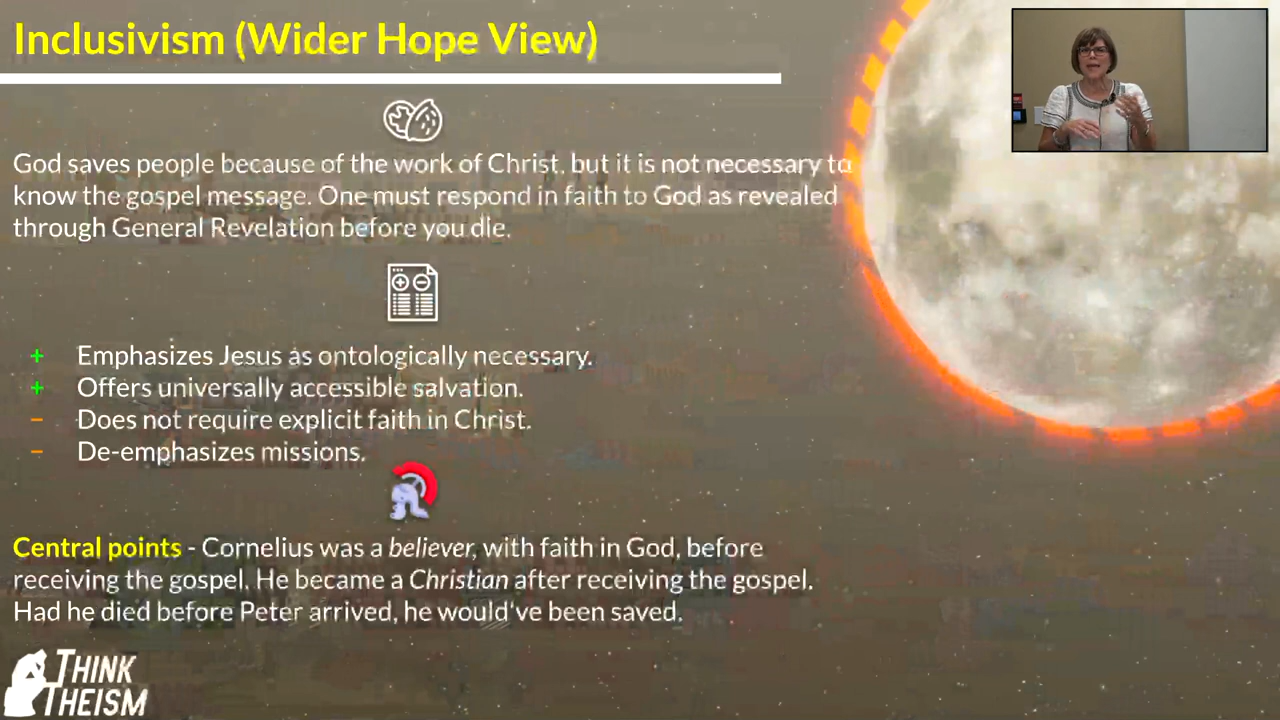 Inclusivism (Wider Hope View)
God saves people because of the work of Christ, but it is not necessary to
know the gospel message. One must respond in faith to God as revealed
through General Revelation before you die.
+ Emphasizes Jesus as ontologically necessary.
+ Offers universally accessible salvation.
− Does not require explicit faith in Christ.
− De-emphasizes missions.
Central points - Cornelius was a believer, with faith in God, before
receiving the gospel. He became a Christian after receiving the gospel.
Had he died before Peter arrived, he would've been saved.
THINK
THEISM